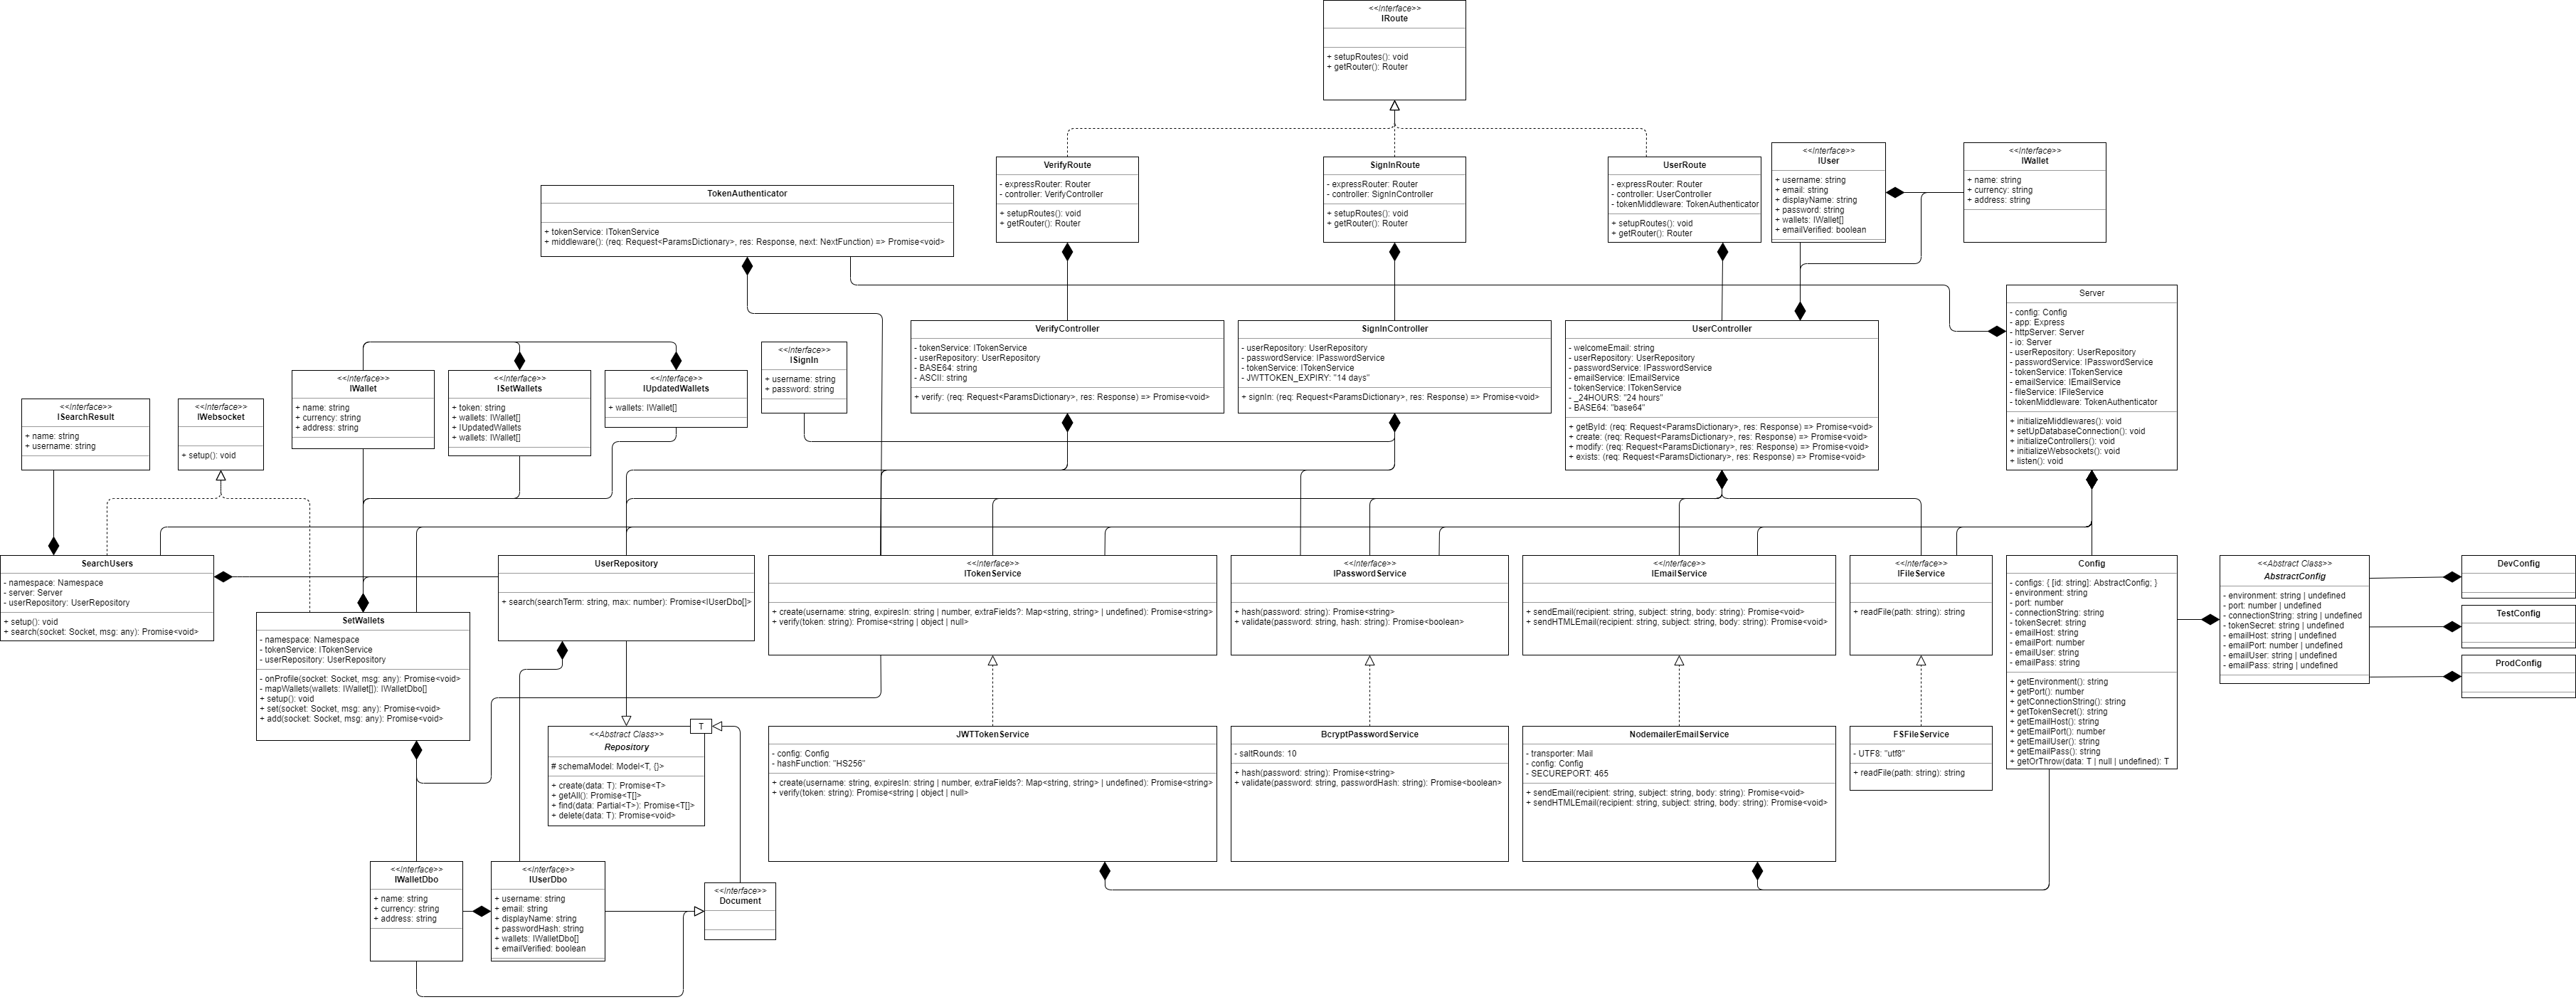 <<Interface>>
IRoute
+ setupRoutes(): void
+ getRouter(): Router
VerifyRoute
- expressRouter: Router
- controller: VerifyController
+ setupRoutes(): void
+ getRouter(): Router
SignInRoute
- expressRouter: Router
- controller: SignInController
+ setupRoutes(): void
+ getRouter(): Router
UserRoute
- expressRouter: Router
- controller: UserController
- tokenMiddleware: TokenAuthenticator
+ setupRoutes(): void
+ getRouter(): Router
<<Interface>>
IUser
+ username: string
+ email: string
+ displayName: string
+ password: string
+ wallets: IWallet[]
+ emailVerified: boolean
<<Interface>>
IWallet
+ name: string
+ currency: string
+ address: string
TokenAuthenticator
+ tokenService: ITokenService
+ middleware(): (req: Request<ParamsDictionary>, res: Response, next: NextFunction) => Promise<void>
Server
- config: Config
- app: Express
- httpServer: Server
- io: Server
- userRepository: UserRepository
- passwordService: IPasswordService
- tokenService: ITokenService
- emailService: IEmailService
- fileService: IFileService
- tokenMiddleware: TokenAuthenticator
+ initializeMiddlewares(): void
+ setUpDatabaseConnection(): void
+ initializeControllers(): void
+ initializeWebsockets(): void
+ listen(): void
VerifyController
- tokenService: ITokenService
- userRepository: UserRepository
- BASE64: string
- ASCII: string
+ verify: (req: Request<ParamsDictionary>, res: Response) => Promise<void>
SignInController
- userRepository: UserRepository
- passwordService: IPasswordService
- tokenService: ITokenService
- JWTTOKEN_EXPIRY: "14 days"
+ signIn: (req: Request<ParamsDictionary>, res: Response) => Promise<void>
UserController
- welcomeEmail: string
- userRepository: UserRepository
- passwordService: IPasswordService
- emailService: IEmailService
- tokenService: ITokenService
- _24HOURS: "24 hours"
- BASE64: "base64"
+ getById: (req: Request<ParamsDictionary>, res: Response) => Promise<void>
+ create: (req: Request<ParamsDictionary>, res: Response) => Promise<void>
+ modify: (req: Request<ParamsDictionary>, res: Response) => Promise<void>
+ exists: (req: Request<ParamsDictionary>, res: Response) => Promise<void>
<<Interface>>
ISignIn
+ username: string
+ password: string
<<Interface>>
IWallet
+ name: string
+ currency: string
+ address: string
<<Interface>>
ISetWallets
+ token: string
+ wallets: IWallet[]
+ IUpdatedWallets
+ wallets: IWallet[]
<<Interface>>
IUpdatedWallets
+ wallets: IWallet[]
<<Interface>>
ISearchResult
+ name: string
+ username: string
<<Interface>>
IWebsocket
+ setup(): void
SearchUsers
- namespace: Namespace
- server: Server
- userRepository: UserRepository
+ setup(): void
+ search(socket: Socket, msg: any): Promise<void>
SetWallets
- namespace: Namespace
- tokenService: ITokenService
- userRepository: UserRepository
- onProfile(socket: Socket, msg: any): Promise<void>
- mapWallets(wallets: IWallet[]): IWalletDbo[]
+ setup(): void
+ set(socket: Socket, msg: any): Promise<void>
+ add(socket: Socket, msg: any): Promise<void>
UserRepository
+ search(searchTerm: string, max: number): Promise<IUserDbo[]>
<<Interface>>
ITokenService
+ create(username: string, expiresIn: string | number, extraFields?: Map<string, string> | undefined): Promise<string>
+ verify(token: string): Promise<string | object | null>
<<Interface>>
IPasswordService
+ hash(password: string): Promise<string>
+ validate(password: string, hash: string): Promise<boolean>
<<Interface>>
IEmailService
+ sendEmail(recipient: string, subject: string, body: string): Promise<void>
+ sendHTMLEmail(recipient: string, subject: string, body: string): Promise<void>
<<Interface>>
IFileService
+ readFile(path: string): string
Config
- configs: { [id: string]: AbstractConfig; }
- environment: string
- port: number
- connectionString: string
- tokenSecret: string
- emailHost: string
- emailPort: number
- emailUser: string
- emailPass: string
+ getEnvironment(): string
+ getPort(): number
+ getConnectionString(): string
+ getTokenSecret(): string
+ getEmailHost(): string
+ getEmailPort(): number
+ getEmailUser(): string
+ getEmailPass(): string
+ getOrThrow(data: T | null | undefined): T
<<Abstract Class>>
AbstractConfig
- environment: string | undefined
- port: number | undefined
- connectionString: string | undefined
- tokenSecret: string | undefined
- emailHost: string | undefined
- emailPort: number | undefined
- emailUser: string | undefined
- emailPass: string | undefined
DevConfig
TestConfig
ProdConfig
T
<<Abstract Class>>
Repository
# schemaModel: Model<T, {}>
+ create(data: T): Promise<T>
+ getAll(): Promise<T[]>
+ find(data: Partial<T>): Promise<T[]>
+ delete(data: T): Promise<void>
JWTTokenService
- config: Config
- hashFunction: "HS256"
+ create(username: string, expiresIn: string | number, extraFields?: Map<string, string> | undefined): Promise<string>
+ verify(token: string): Promise<string | object | null>
BcryptPasswordService
- saltRounds: 10
+ hash(password: string): Promise<string>
+ validate(password: string, passwordHash: string): Promise<boolean>
NodemailerEmailService
- transporter: Mail
- config: Config
- SECUREPORT: 465
+ sendEmail(recipient: string, subject: string, body: string): Promise<void>
+ sendHTMLEmail(recipient: string, subject: string, body: string): Promise<void>
FSFileService
- UTF8: "utf8"
+ readFile(path: string): string
<<Interface>>
IWalletDbo
+ name: string
+ currency: string
+ address: string
<<Interface>>
IUserDbo
+ username: string
+ email: string
+ displayName: string
+ passwordHash: string
+ wallets: IWalletDbo[]
+ emailVerified: boolean
<<Interface>>
Document